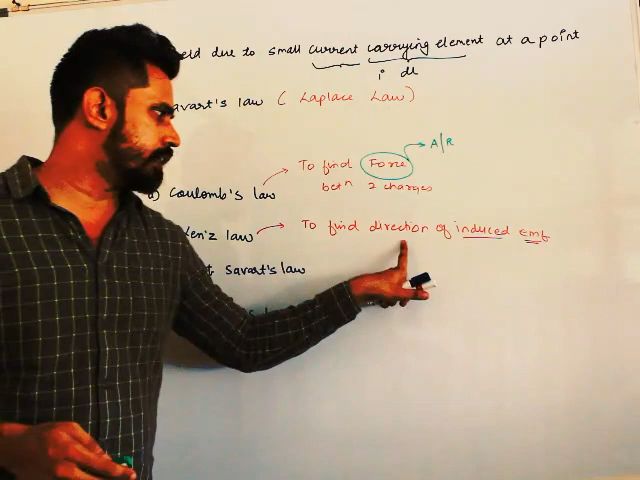 due to small current carrying element at a point
i dl
avart's law ( Laplace Law )
→ A/R
a) Coulomb's law → To find Force
betn 2 charges
Len'z law → To find direction of induced emf
Savart's law